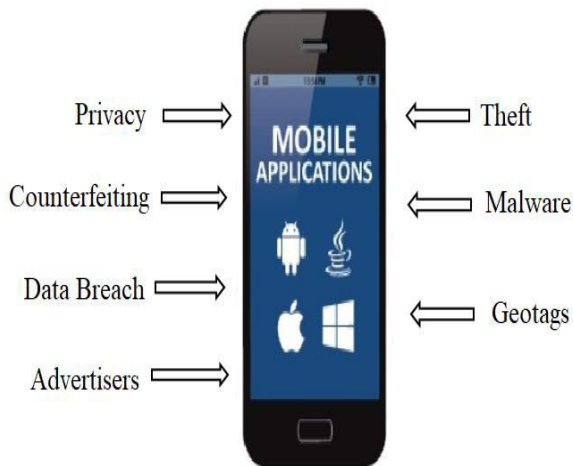 Privacy
Counterfeiting
Data Breach
Advertisers
MOBILE
APPLICATIONS
Theft
Malware
Geotags